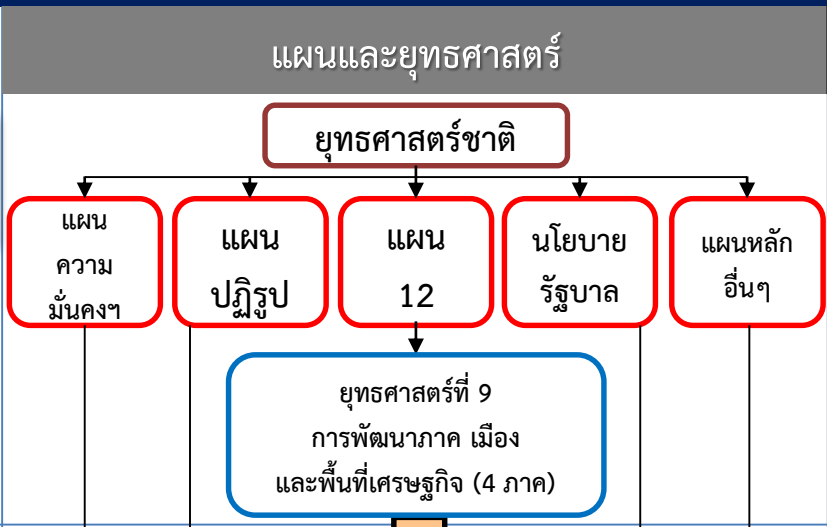 แผนและยุทธศาสตร์
ยุทธศาสตร์ชาติ
แผน
ความ
มั่นคงฯ
แผน
ปฏิรูป
แผน
12
นโยบาย
รัฐบาล
แผนหลัก
อื่นๆ
ยุทธศาสตร์ที่ 9
การพัฒนาภาค เมือง
และพื้นที่เศรษฐกิจ (4 ภาค)